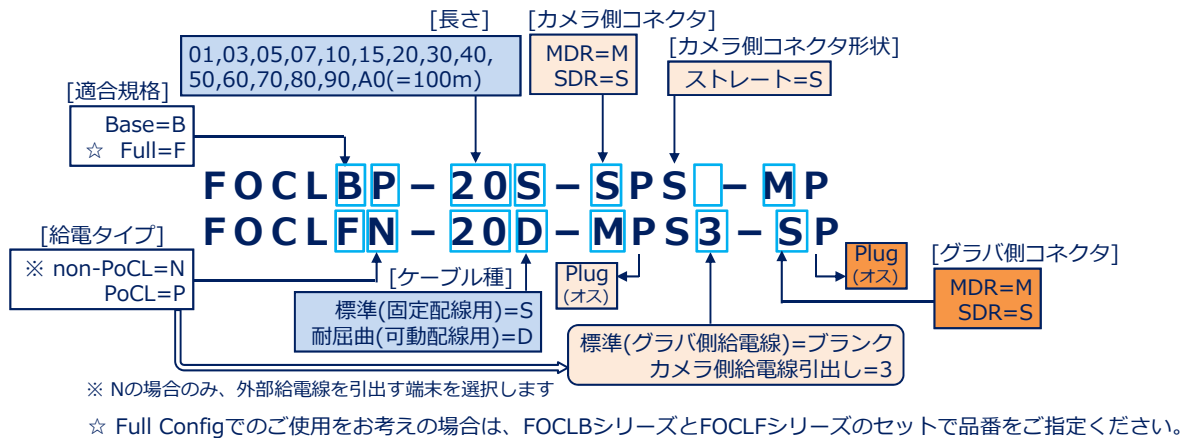 [長さ]
01,03,05,07,10,15,20,30,40,
50,60,70,80,90,A0(=100m)
[カメラ側コネクタ]
MDR=M
SDR=S
[カメラ側コネクタ形状]
ストレート=S
[適合規格]
Base=B
☆ Full=F
FOCLBP-20S-SPS -MP
FOCLFN-20D-MPS3-SP
[給電タイプ]
※ non-PoCL=N
PoCL=P
[ケーブル種]
標準(固定配線用)=S
耐屈曲(可動配線用)=D
Plug
(オス)
Plug
(オス)
[グラバ側コネクタ]
MDR=M
SDR=S
標準(グラバ側給電線)=ブランク
カメラ側給電線引出し=3
※ Nの場合のみ、外部給電線を引出す端末を選択します
☆ Full Configでのご使用をお考えの場合は、FOCLBシリーズとFOCLFシリーズのセットで品番をご指定ください。